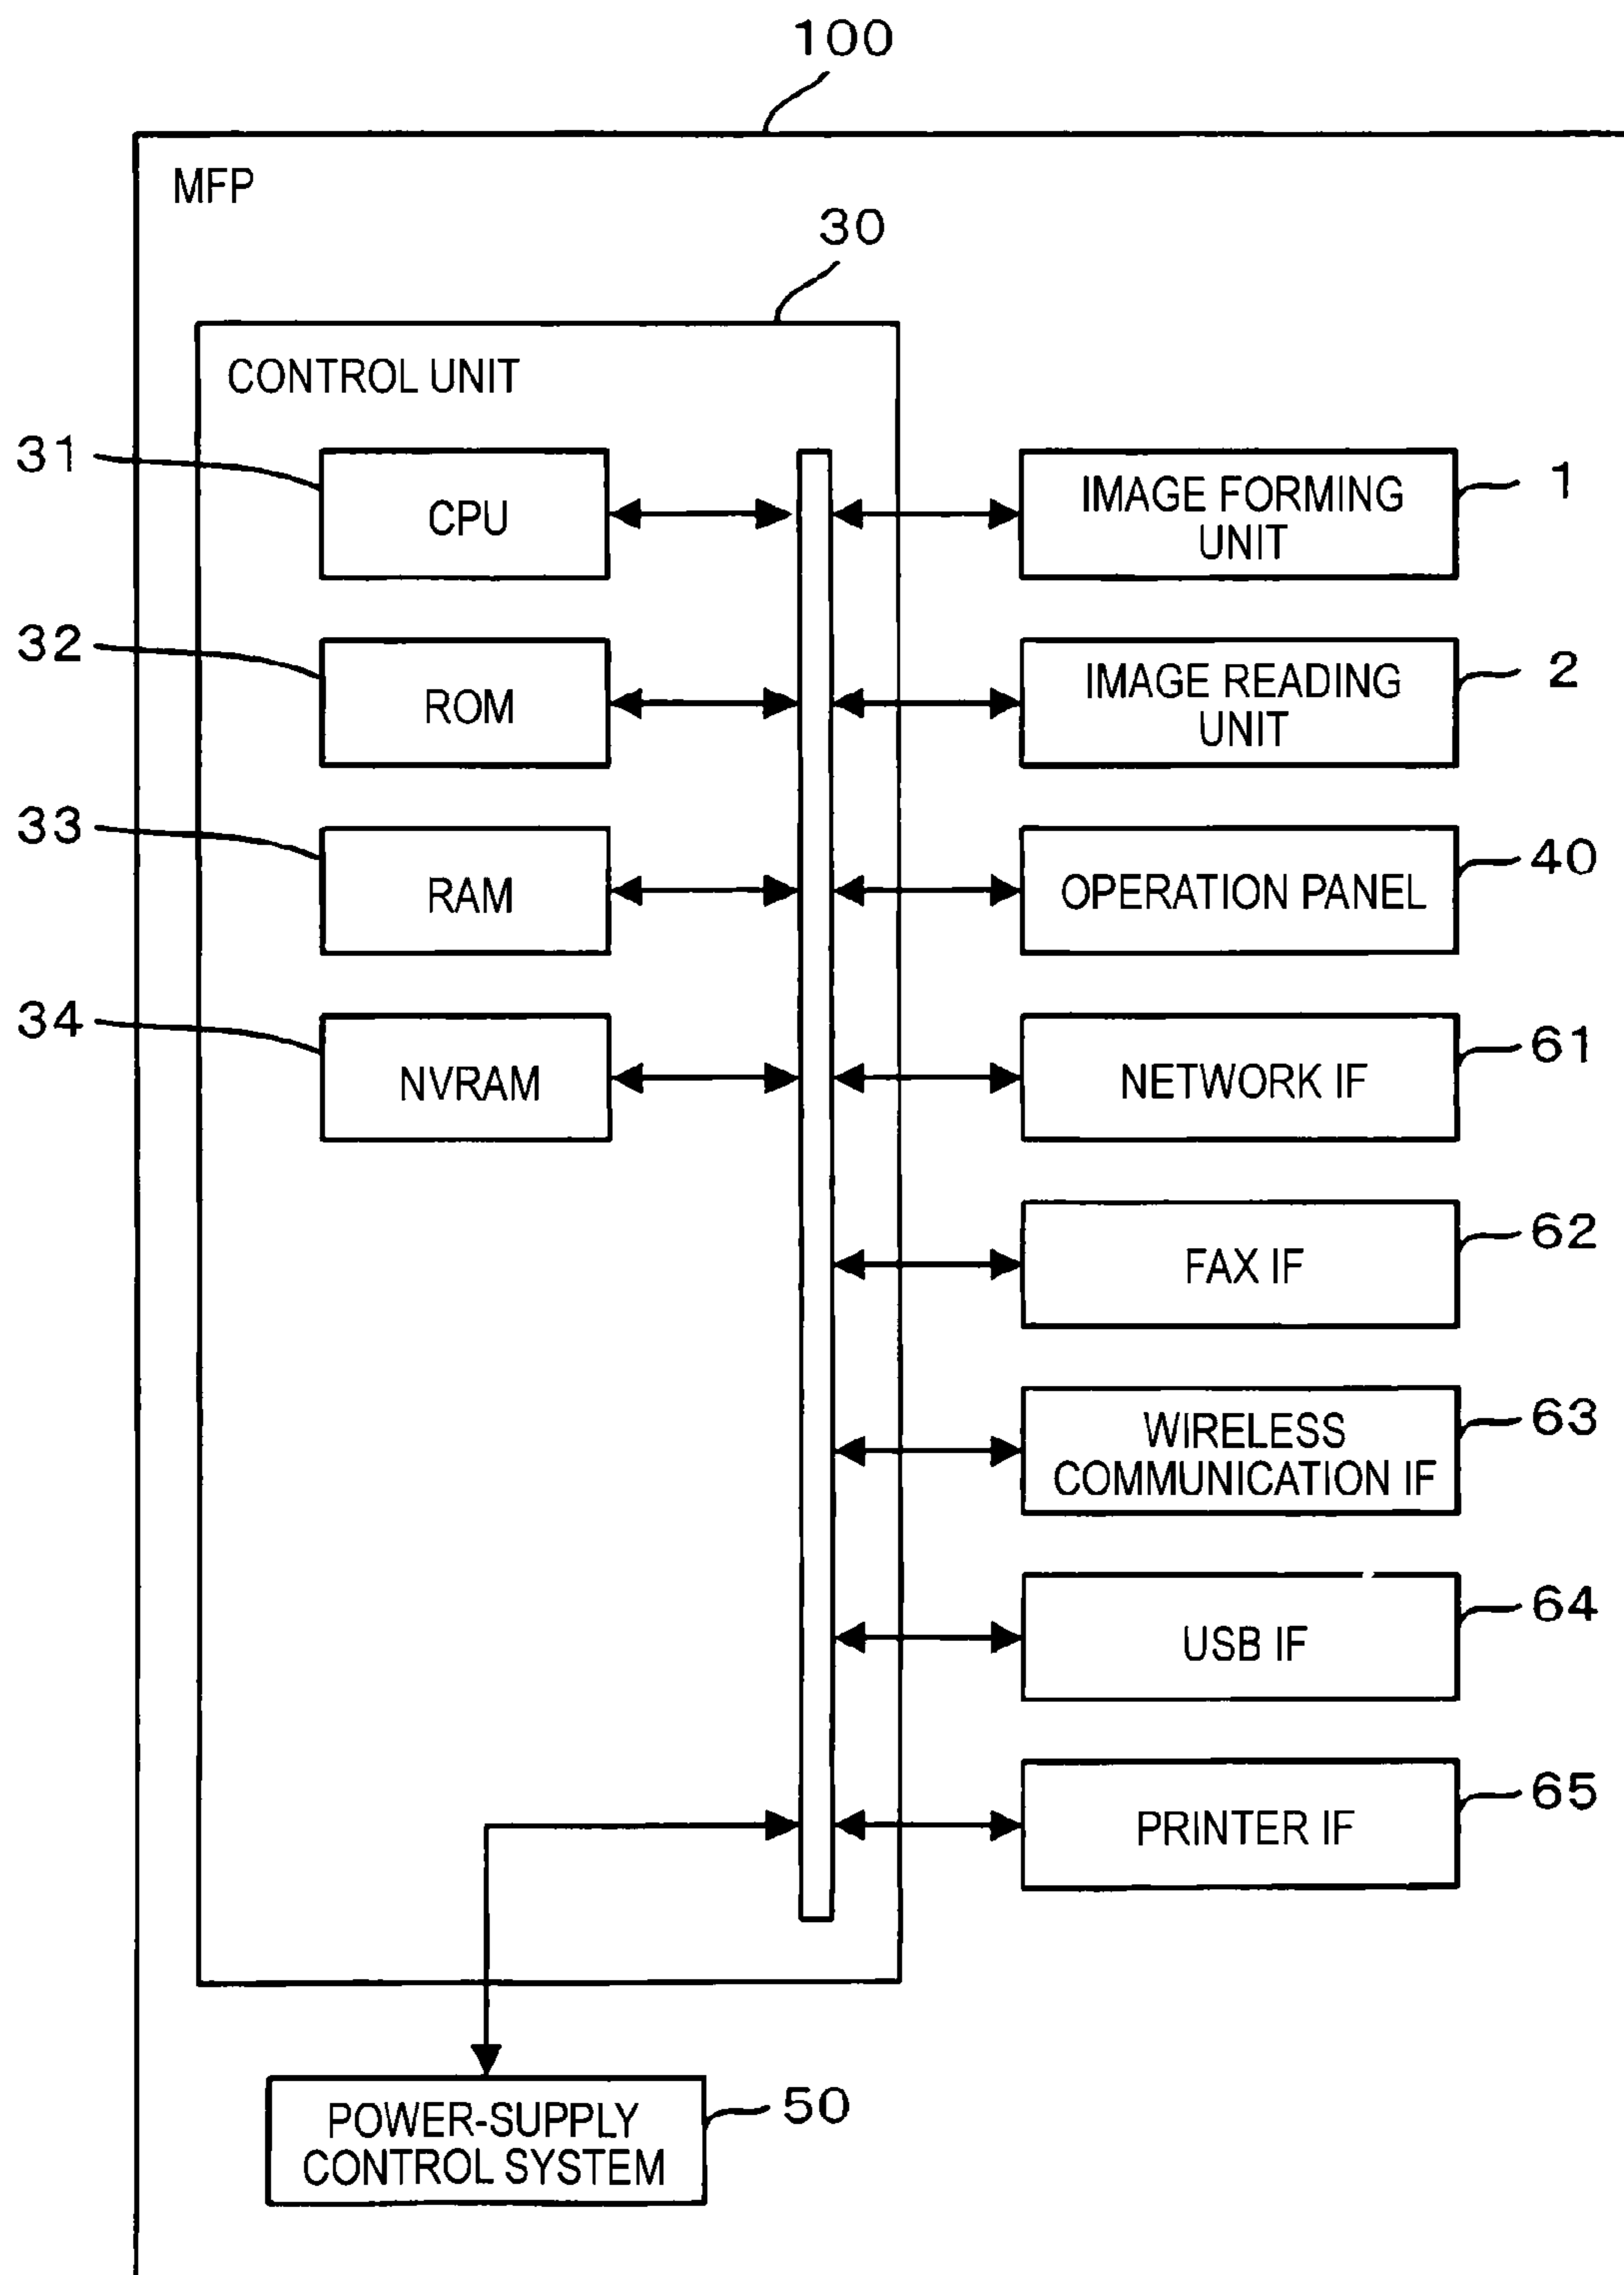 100
MFP
30
CONTROL UNIT
31
CPU
IMAGE FORMING
UNIT
1
32
ROM
IMAGE READING
UNIT
2
33
RAM
OPERATION PANEL
40
34
NVRAM
NETWORK IF
61
FAX IF
62
WIRELESS
COMMUNICATION IF
63
USB IF
64
PRINTER IF
65
POWER-SUPPLY
CONTROL SYSTEM
50